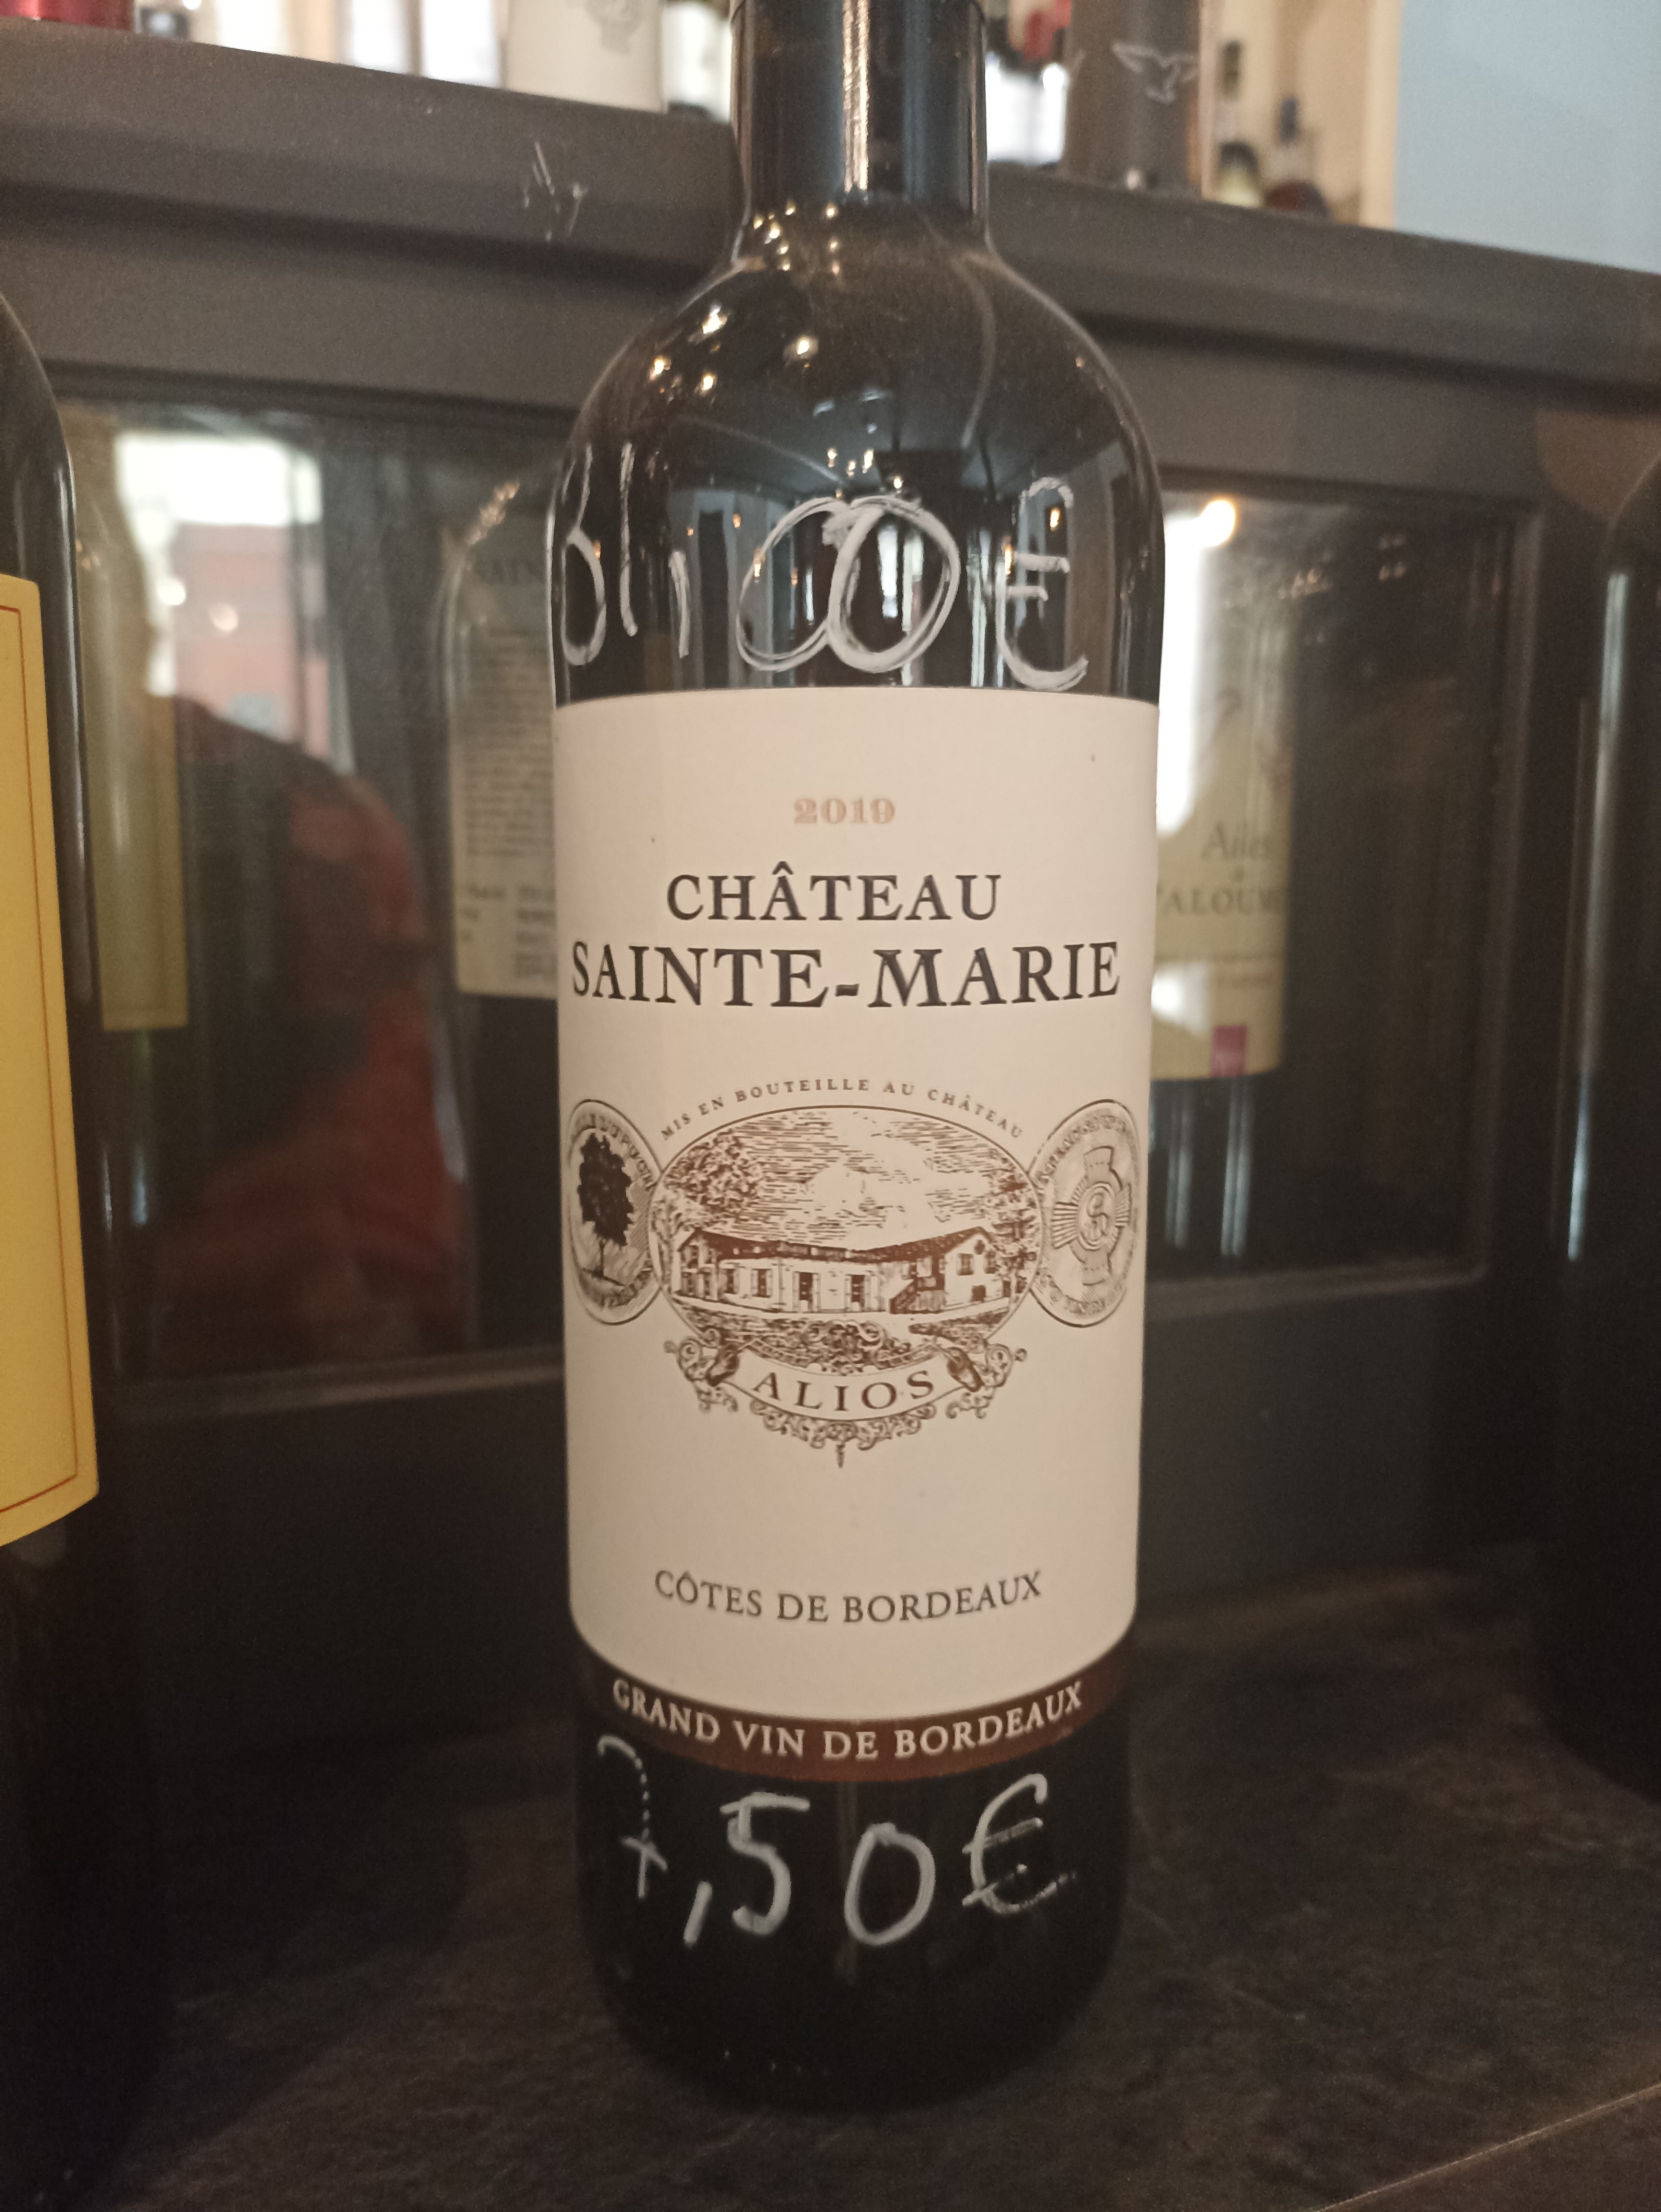 2019
CHÂTEAU
SAINTE-MARIE
MIS EN BOUTEILLE AU CHÂTEAU
ALIOS
CÔTES DE BORDEAUX
GRAND VIN DE BORDEAUX
7,50€
Ailes